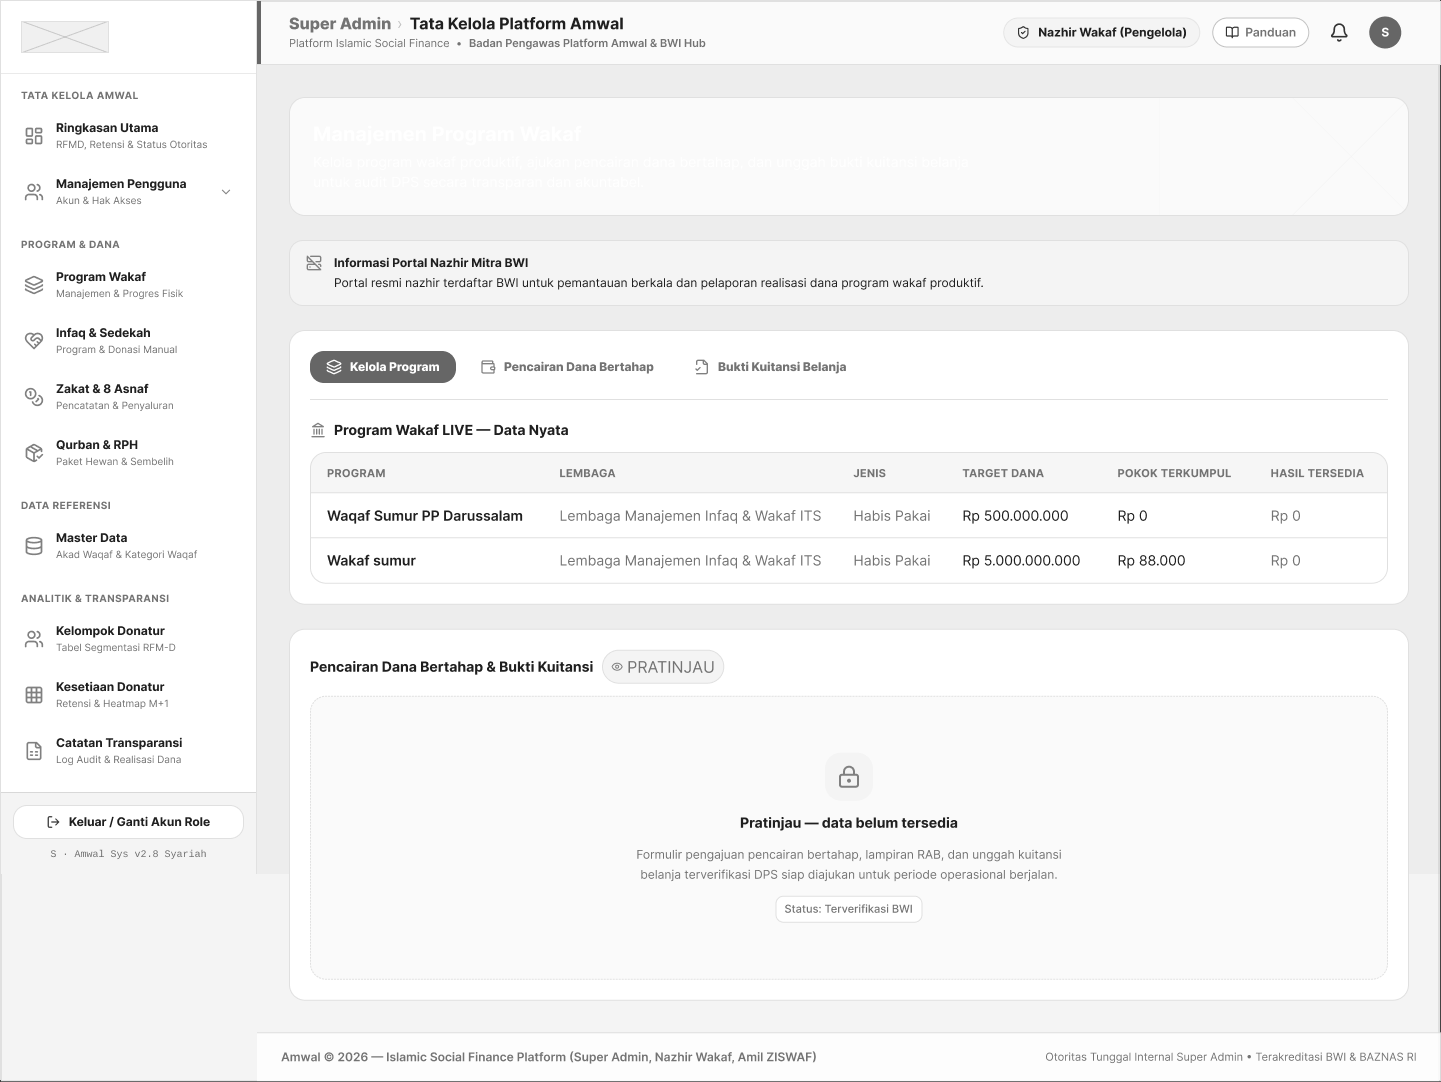 Super Admin › Tata Kelola Platform Amwal
Platform Islamic Social Finance • Badan Pengawas Platform Amwal & BWI Hub
Nazhir Wakaf (Pengelola)
Panduan
S
TATA KELOLA AMWAL
Ringkasan Utama
RFMD, Retensi & Status Otoritas
Manajemen Pengguna
Akun & Hak Akses
PROGRAM & DANA
Program Wakaf
Manajemen & Progres Fisik
Infaq & Sedekah
Program & Donasi Manual
Zakat & 8 Asnaf
Pencatatan & Penyaluran
Qurban & RPH
Paket Hewan & Sembelih
DATA REFERENSI
Master Data
Akad Waqaf & Kategori Waqaf
ANALITIK & TRANSPARANSI
Kelompok Donatur
Tabel Segmentasi RFM-D
Kesetiaan Donatur
Retensi & Heatmap M+1
Catatan Transparansi
Log Audit & Realisasi Dana
Keluar / Ganti Akun Role
S · Amwal Sys v2.8 Syariah
Manajemen Program Wakaf
Informasi Portal Nazhir Mitra BWI
Portal resmi nazhir terdaftar BWI untuk pemantauan berkala dan pelaporan realisasi dana program wakaf produktif.
Kelola Program
Pencairan Dana Bertahap
Bukti Kuitansi Belanja
Program Wakaf LIVE — Data Nyata
PROGRAM LEMBAGA JENIS TARGET DANA POKOK TERKUMPUL HASIL TERSEDIA
Waqaf Sumur PP Darussalam Lembaga Manajemen Infaq & Wakaf ITS Habis Pakai Rp 500.000.000 Rp 0 Rp 0
Wakaf sumur Lembaga Manajemen Infaq & Wakaf ITS Habis Pakai Rp 5.000.000.000 Rp 88.000 Rp 0
Pencairan Dana Bertahap & Bukti Kuitansi PRATINJAU
Pratinjau — data belum tersedia
Formulir pengajuan pencairan bertahap, lampiran RAB, dan unggah kuitansi
belanja terverifikasi DPS siap diajukan untuk periode operasional berjalan.
Status: Terverifikasi BWI
Amwal © 2026 — Islamic Social Finance Platform (Super Admin, Nazhir Wakaf, Amil ZISWAF)
Otoritas Tunggal Internal Super Admin • Terakreditasi BWI & BAZNAS RI